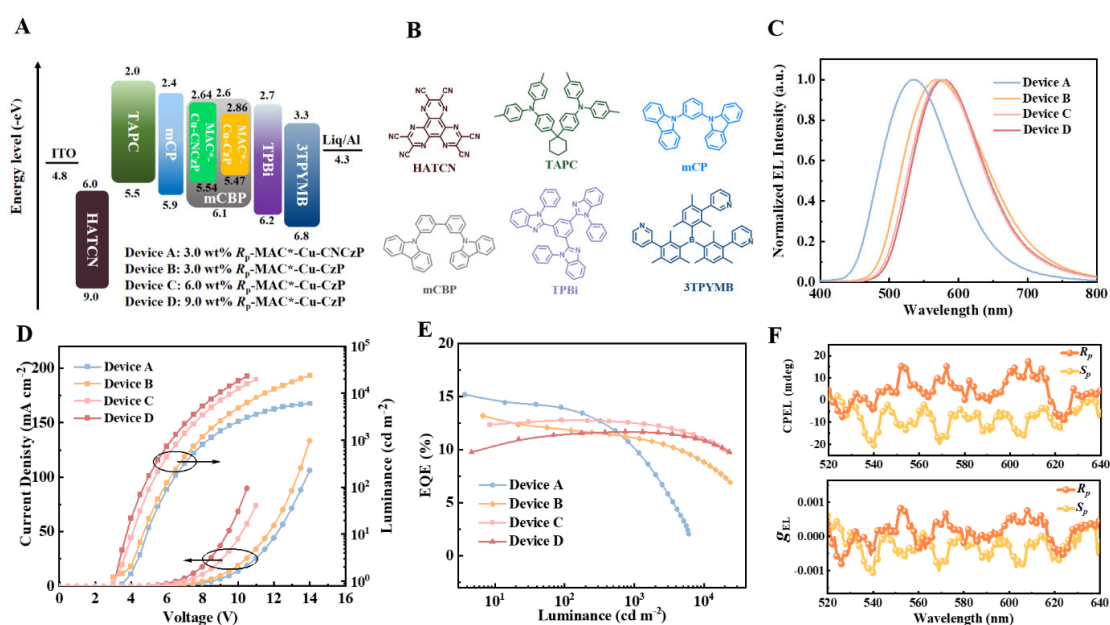 A
Energy level (-eV)
ITO
4.8
6.0
HATCN
9.0
2.0
TAPC
5.5
2.4
mCP
5.9
2.64
MAC*-
Cu-CNCzP
5.54
2.6
2.86
MAC*-
Cu-CzP
5.47
mCBP
6.1
2.7
TPBi
6.2
3.3
3TPYMB
6.8
Liq/Al
4.3
Device A: 3.0 wt% Rp-MAC*-Cu-CNCzP
Device B: 3.0 wt% Rp-MAC*-Cu-CzP
Device C: 6.0 wt% Rp-MAC*-Cu-CzP
Device D: 9.0 wt% Rp-MAC*-Cu-CzP
B
NC CN
NC CN
NC CN
HATCN
N N
TAPC
N N
mCP
N N
mCBP
N N
N N
N N
TPBi
N N
B
N
3TPYMB
C
Normalized EL Intensity (a.u.)
1.0
0.8
0.6
0.4
0.2
0.0
400 500 600 700 800
Wavelength (nm)
Device A
Device B
Device C
Device D
D
Current Denisty (mA cm-2)
200
150
100
50
0
0 2 4 6 8 10 12 14 16
Voltage (V)
10^5
10^4
10^3
10^2
10^1
10^0
Luminance (cd m-2)
Device A
Device B
Device C
Device D
E
EQE (%)
20
15
10
5
0
10^1 10^2 10^3 10^4
Luminance (cd m-2)
Device A
Device B
Device C
Device D
F
CPEL (mdeg)
20
10
0
-10
-20
520 540 560 580 600 620 640
Rp
Sp
gEL
0.001
0.000
-0.001
520 540 560 580 600 620 640
Wavelength (nm)
Rp
Sp